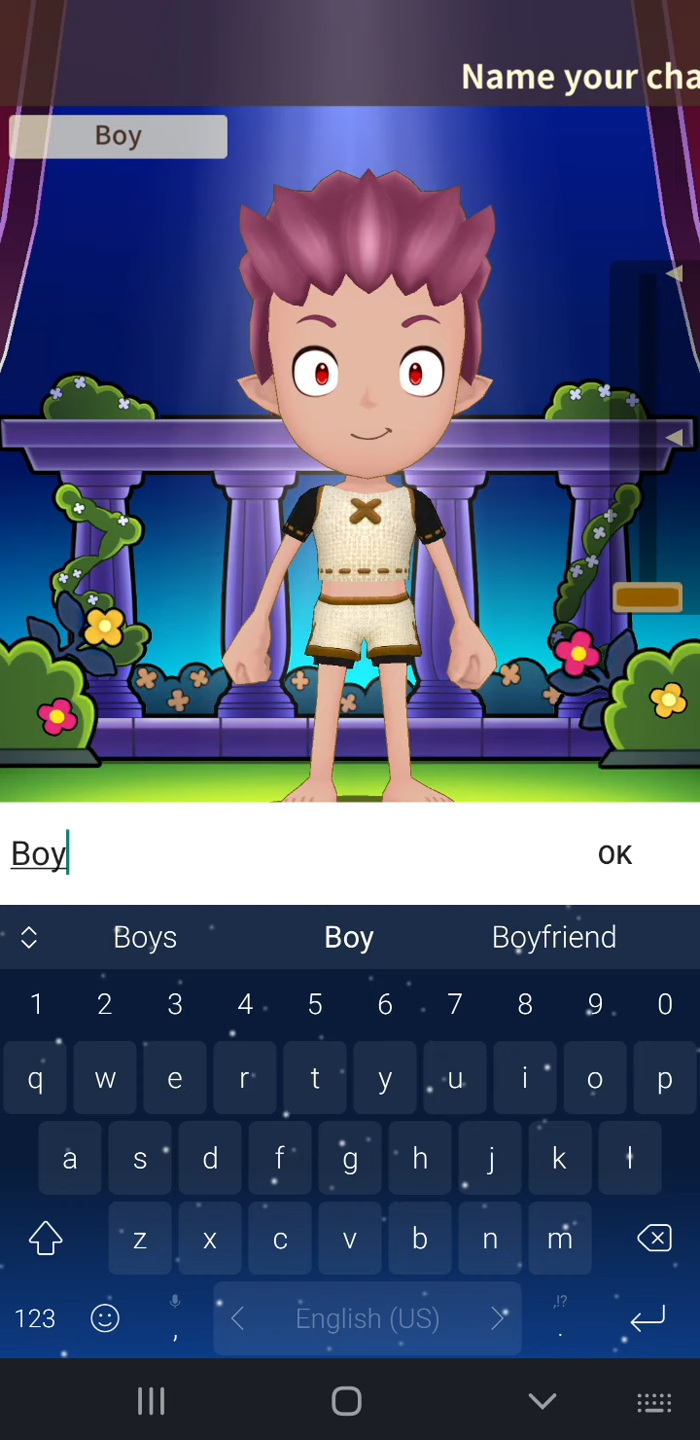 Name your cha
Boy
Boy
OK
Boys Boy Boyfriend
1 2 3 4 5 6 7 8 9 0
q w e r t y u i o p
a s d f g h j k l
z x c v b n m
123 , English (US) ,!? .